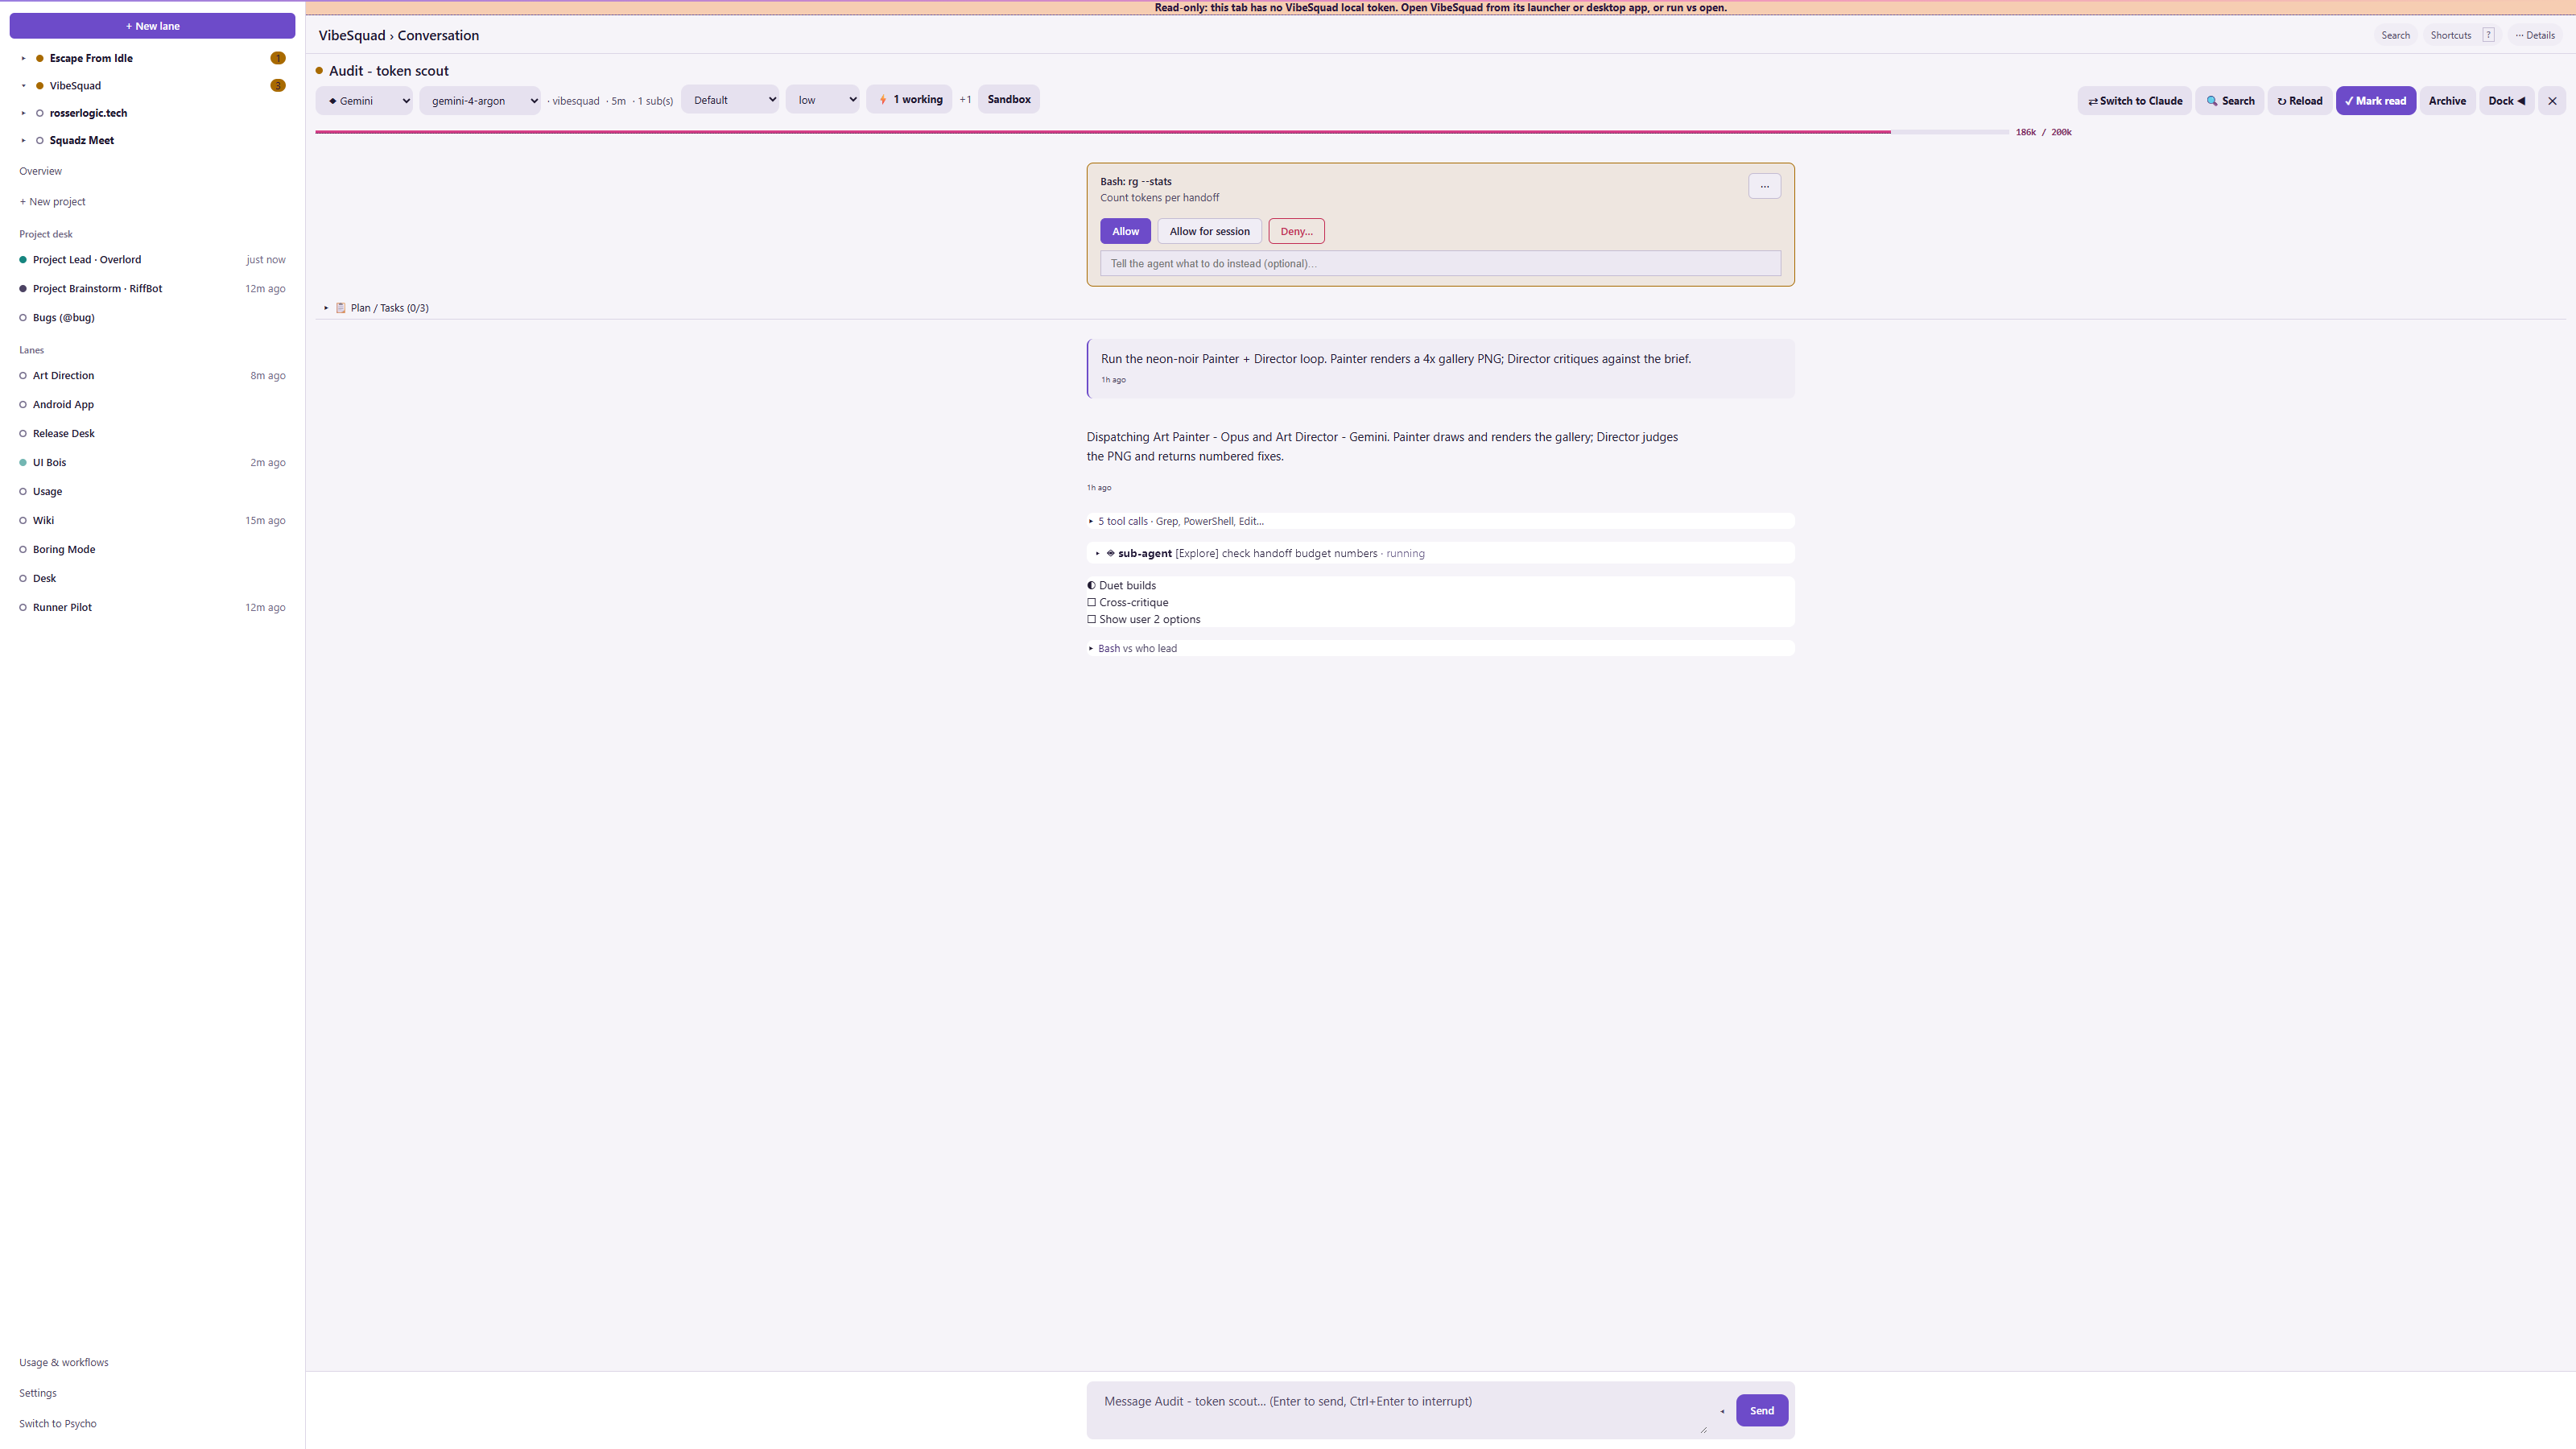 Read-only: this tab has no VibeSquad local token. Open VibeSquad from its launcher or desktop app, or run vs open.
+ New lane
Escape From Idle 1
VibeSquad 3
rosserlogic.tech
Squadz Meet
Overview
+ New project
Project desk
Project Lead · Overlord just now
Project Brainstorm · RiffBot 12m ago
Bugs (@bug)
Lanes
Art Direction 8m ago
Android App
Release Desk
UI Bois 2m ago
Usage
Wiki 15m ago
Boring Mode
Desk
Runner Pilot 12m ago
Usage & workflows
Settings
Switch to Psycho
VibeSquad › Conversation
Search Shortcuts ? ··· Details
Audit - token scout
◆ Gemini gemini-4-argon · vibesquad · 5m · 1 sub(s) Default low ⚡ 1 working +1 Sandbox
⇄ Switch to Claude 🔍 Search ↻ Reload ✓ Mark read Archive Dock ◀ ✕
186k / 200k
Bash: rg --stats
...
Count tokens per handoff
Allow Allow for session Deny...
Tell the agent what to do instead (optional)...
▸ 📋 Plan / Tasks (0/3)
Run the neon-noir Painter + Director loop. Painter renders a 4x gallery PNG; Director critiques against the brief.
1h ago
Dispatching Art Painter - Opus and Art Director - Gemini. Painter draws and renders the gallery; Director judges
the PNG and returns numbered fixes.
1h ago
▸ 5 tool calls · Grep, PowerShell, Edit...
▸ sub-agent [Explore] check handoff budget numbers · running
◐ Duet builds
☐ Cross-critique
☐ Show user 2 options
▸ Bash vs who lead
Message Audit - token scout... (Enter to send, Ctrl+Enter to interrupt)
Send